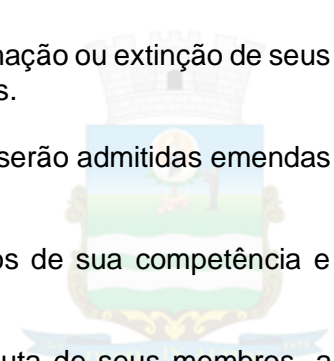 nação ou extinção de seus
s.
serão admitidas emendas
os de sua competência e
uta de seus membros, a